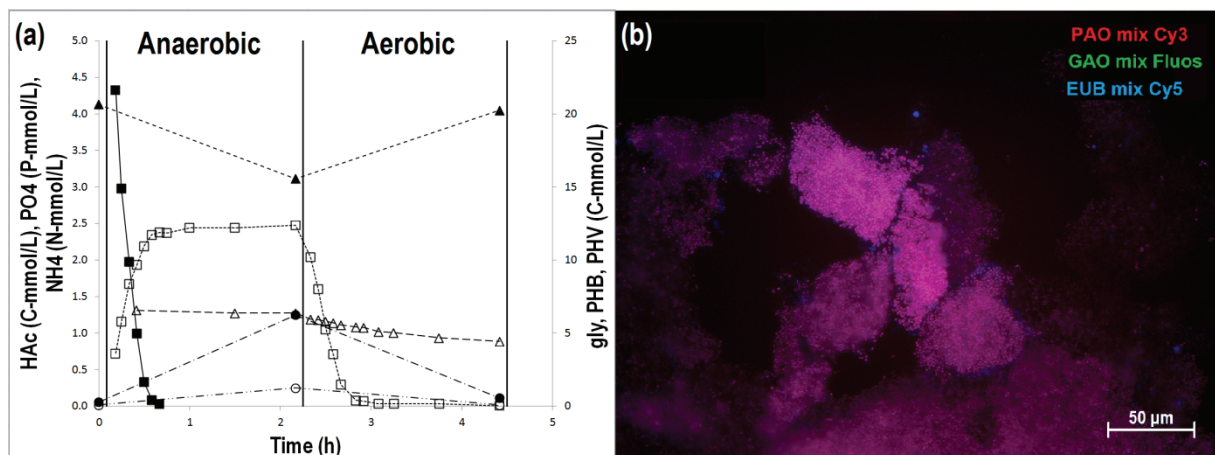 (a)
Anaerobic
Aerobic
HAc (C-mmol/L), PO4 (P-mmol/L),
NH4 (N-mmol/L)
5.0
4.5
4.0
3.5
3.0
2.5
2.0
1.5
1.0
0.5
0.0
25
20
15
10
5
0
gly, PHB, PHV (C-mmol/L)
0
1
2
3
4
5
Time (h)
(b)
PAO mix Cy3
GAO mix Fluos
EUB mix Cy5
50 µm